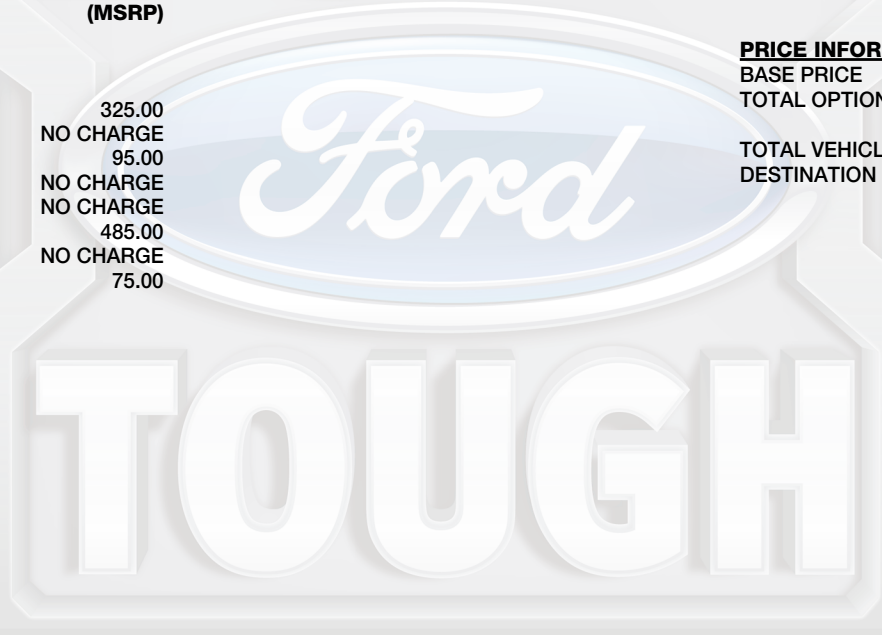 (MSRP)
325.00
NO CHARGE
95.00
NO CHARGE
NO CHARGE
485.00
NO CHARGE
75.00
PRICE INFOR
BASE PRICE
TOTAL OPTION
TOTAL VEHICL
DESTINATION
Ford
TOUGH